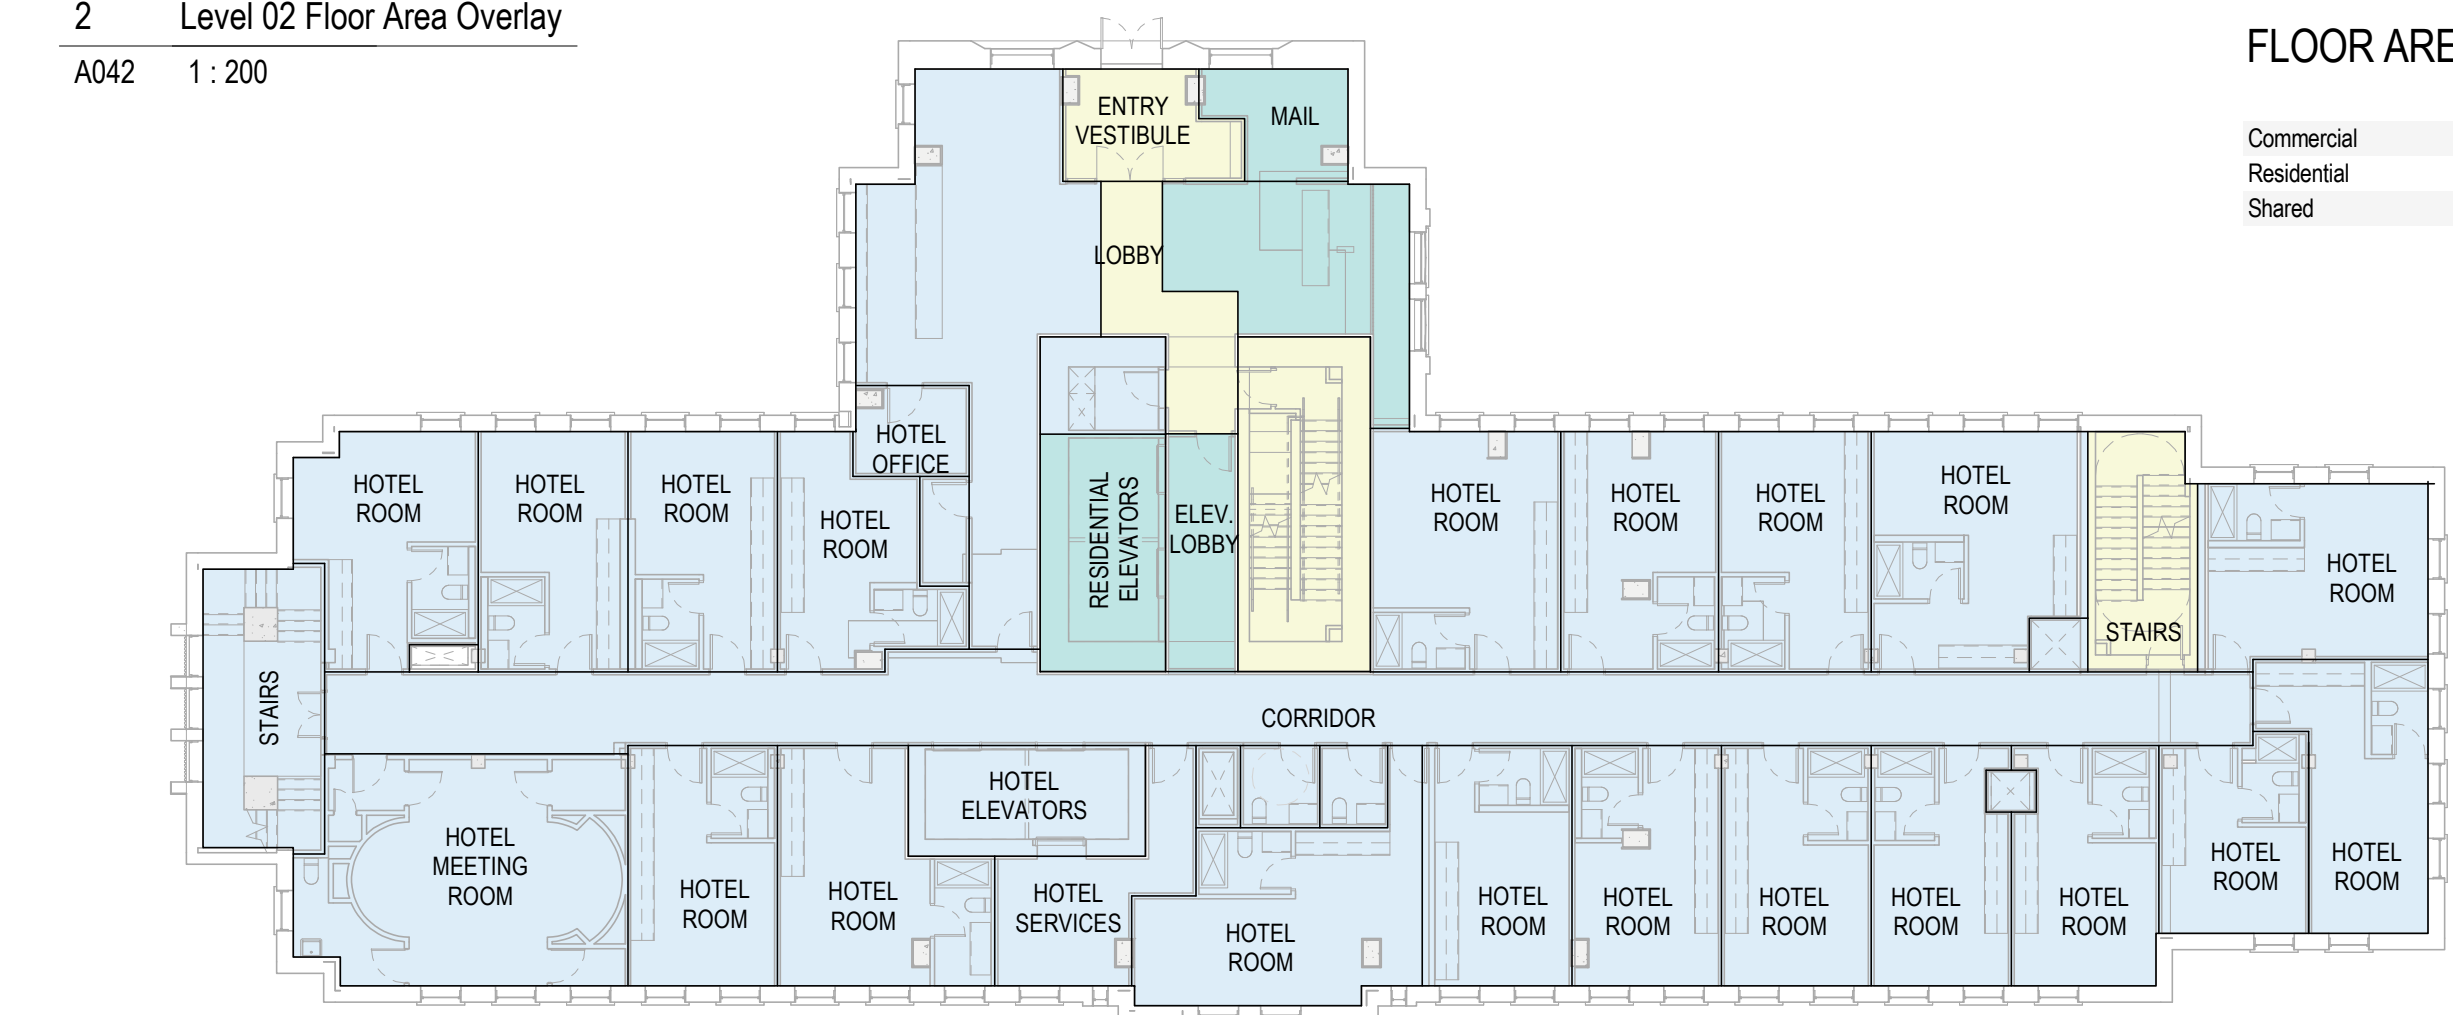 2 Level 02 Floor Area Overlay
A042 1 : 200
FLOOR ARE
Commercial
Residential
Shared
ENTRY
VESTIBULE
MAIL
LOBBY
HOTEL
OFFICE
HOTEL
ROOM
HOTEL
ROOM
HOTEL
ROOM
HOTEL
ROOM
RESIDENTIAL
ELEVATORS
ELEV.
LOBBY
HOTEL
ROOM
HOTEL
ROOM
HOTEL
ROOM
HOTEL
ROOM
STAIRS
HOTEL
ROOM
STAIRS
CORRIDOR
HOTEL
MEETING
ROOM
HOTEL
ROOM
HOTEL
ROOM
HOTEL
ELEVATORS
HOTEL
SERVICES
HOTEL
ROOM
HOTEL
ROOM
HOTEL
ROOM
HOTEL
ROOM
HOTEL
ROOM
HOTEL
ROOM
HOTEL
ROOM
HOTEL
ROOM